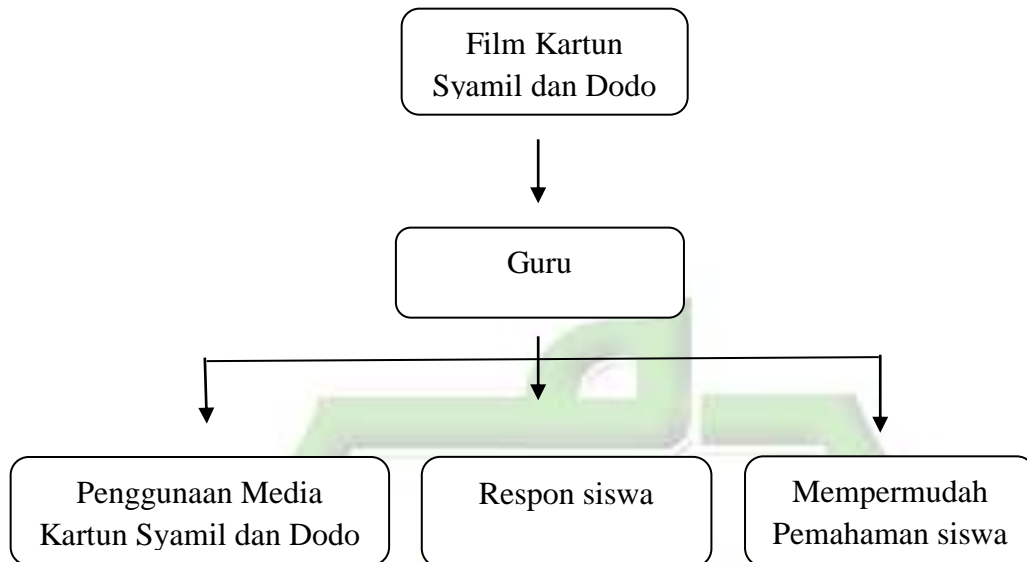 Film Kartun
Syamil dan Dodo
Guru
Penggunaan Media
Kartun Syamil dan Dodo
Respon siswa
Mempermudah
Pemahaman siswa